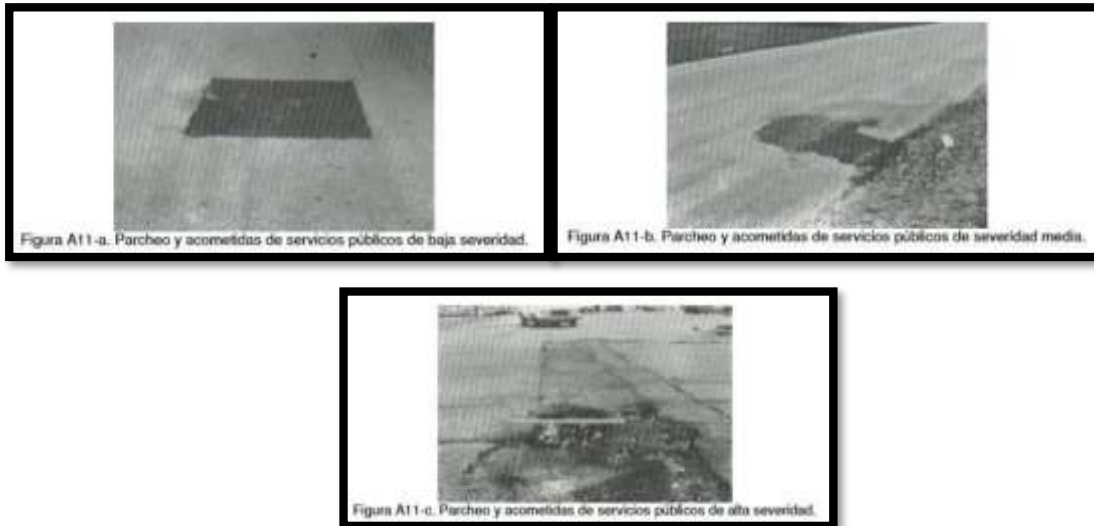 Figura A11-a. Parcheo y acometidas de servicios públicos de baja severidad.
Figura A11-b. Parcheo y acometidas de servicios públicos de severidad media.
Figura A11-c. Parcheo y acometidas de servicios públicos de alta severidad.